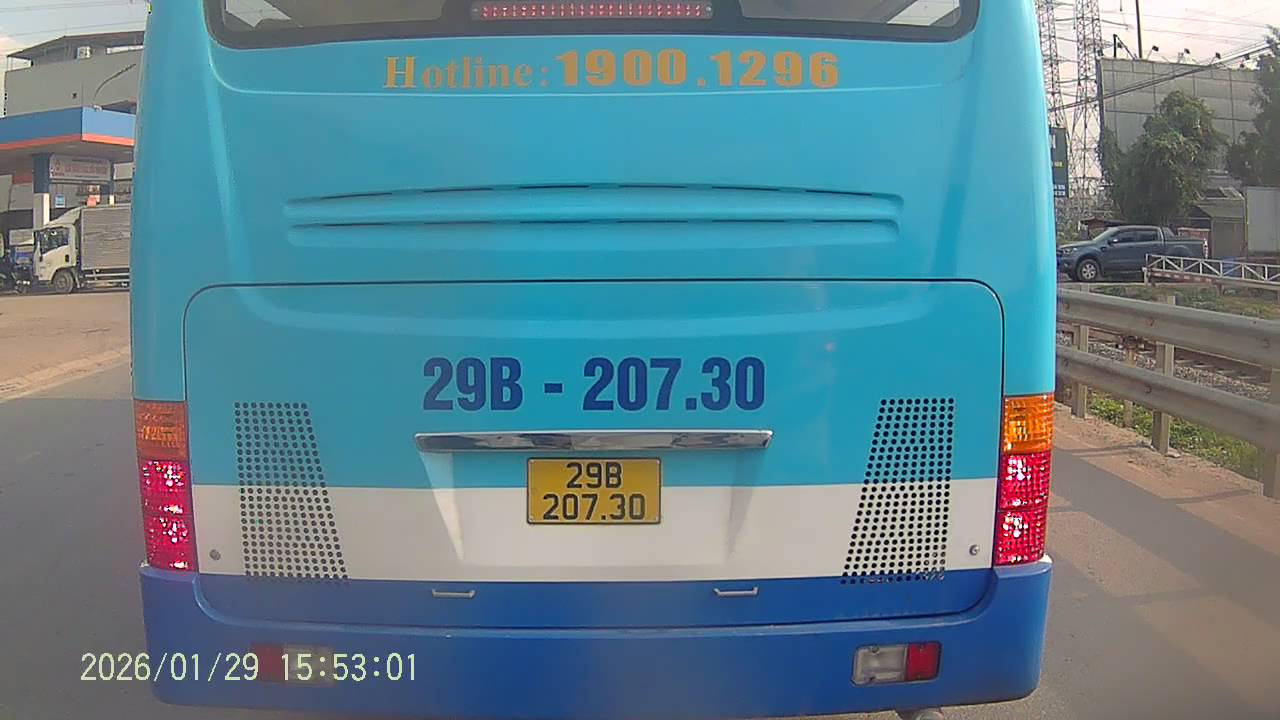 Hotline: 1900.1296
29B - 207.30
29B
207.30
2026/01/29 15:53:01